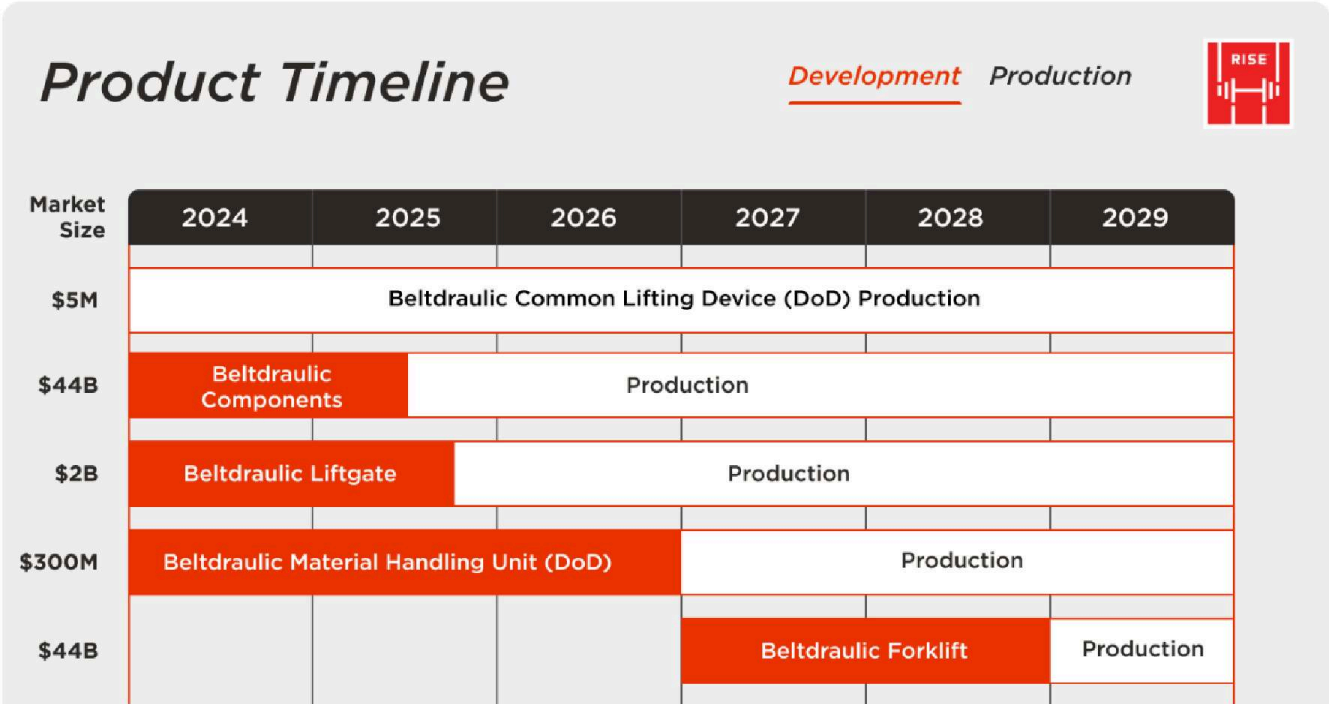 Product Timeline
Development Production
RISE
Market
Size
2024 2025 2026 2027 2028 2029
$5M Beltdraulic Common Lifting Device (DoD) Production
$44B Beltdraulic
Components Production
$2B Beltdraulic Liftgate Production
$300M Beltdraulic Material Handling Unit (DoD) Production
$44B Beltdraulic Forklift Production